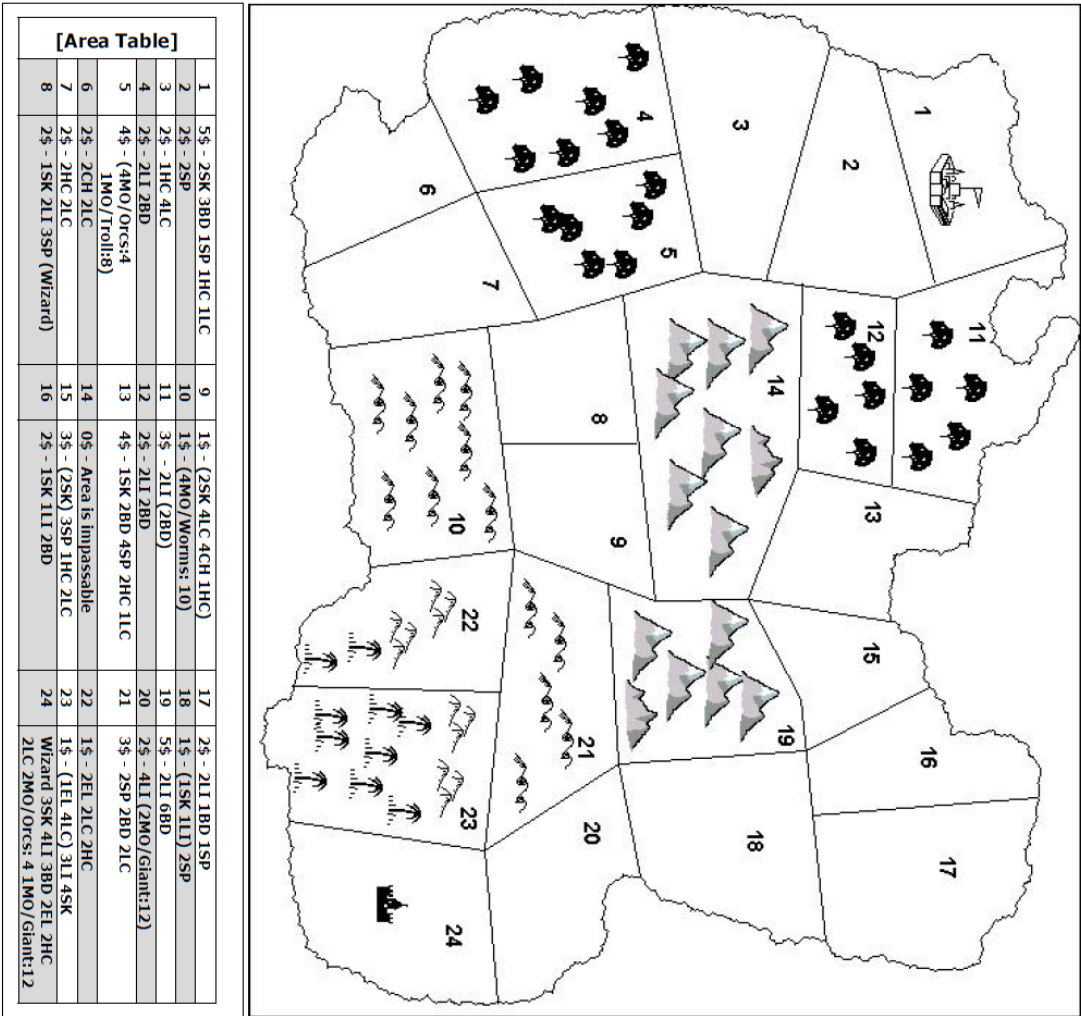 1
2
3
4
5
6
7
8
9
10
11
12
13
14
15
16
17
18
19
20
21
22
23
24
[Area Table]
1 5$ - 2SK 3BD 1SP 1HC 1LC 9 1$ - (2SK 4LC 4CH 1HC) 17 2$ - 2LI 1BD 1SP
2 2$ - 2SP 10 1$ - (4MO/Worms: 10) 18 1$ - (1SK 1LI) 2SP
3 2$ - 1HC 4LC 11 3$ - 2LI (2BD) 19 5$ - 2LI 6BD
4 2$ - 2LI 2BD 12 2$ - 2LI 2BD 20 2$ - 4LI (2MO/Giant:12)
5 4$ - (4MO/Orcs:4
1MO/Troll:8) 13 4$ - 1SK 2BD 4SP 2HC 1LC 21 3$ - 2SP 2BD 2LC
6 2$ - 2CH 2LC 14 0$ - Area is impassable 22 1$ - 2EL 2LC 2HC
7 2$ - 2HC 2LC 15 3$ - (2SK) 3SP 1HC 2LC 23 1$ - (1EL 4LC) 3LI 4SK
8 2$ - 1SK 2LI 3SP (Wizard) 16 2$ - 1SK 1LI 2BD 24 Wizard 3SK 4LI 3BD 2EL 2HC
2LC 2MO/Orcs: 4 1MO/Giant:12